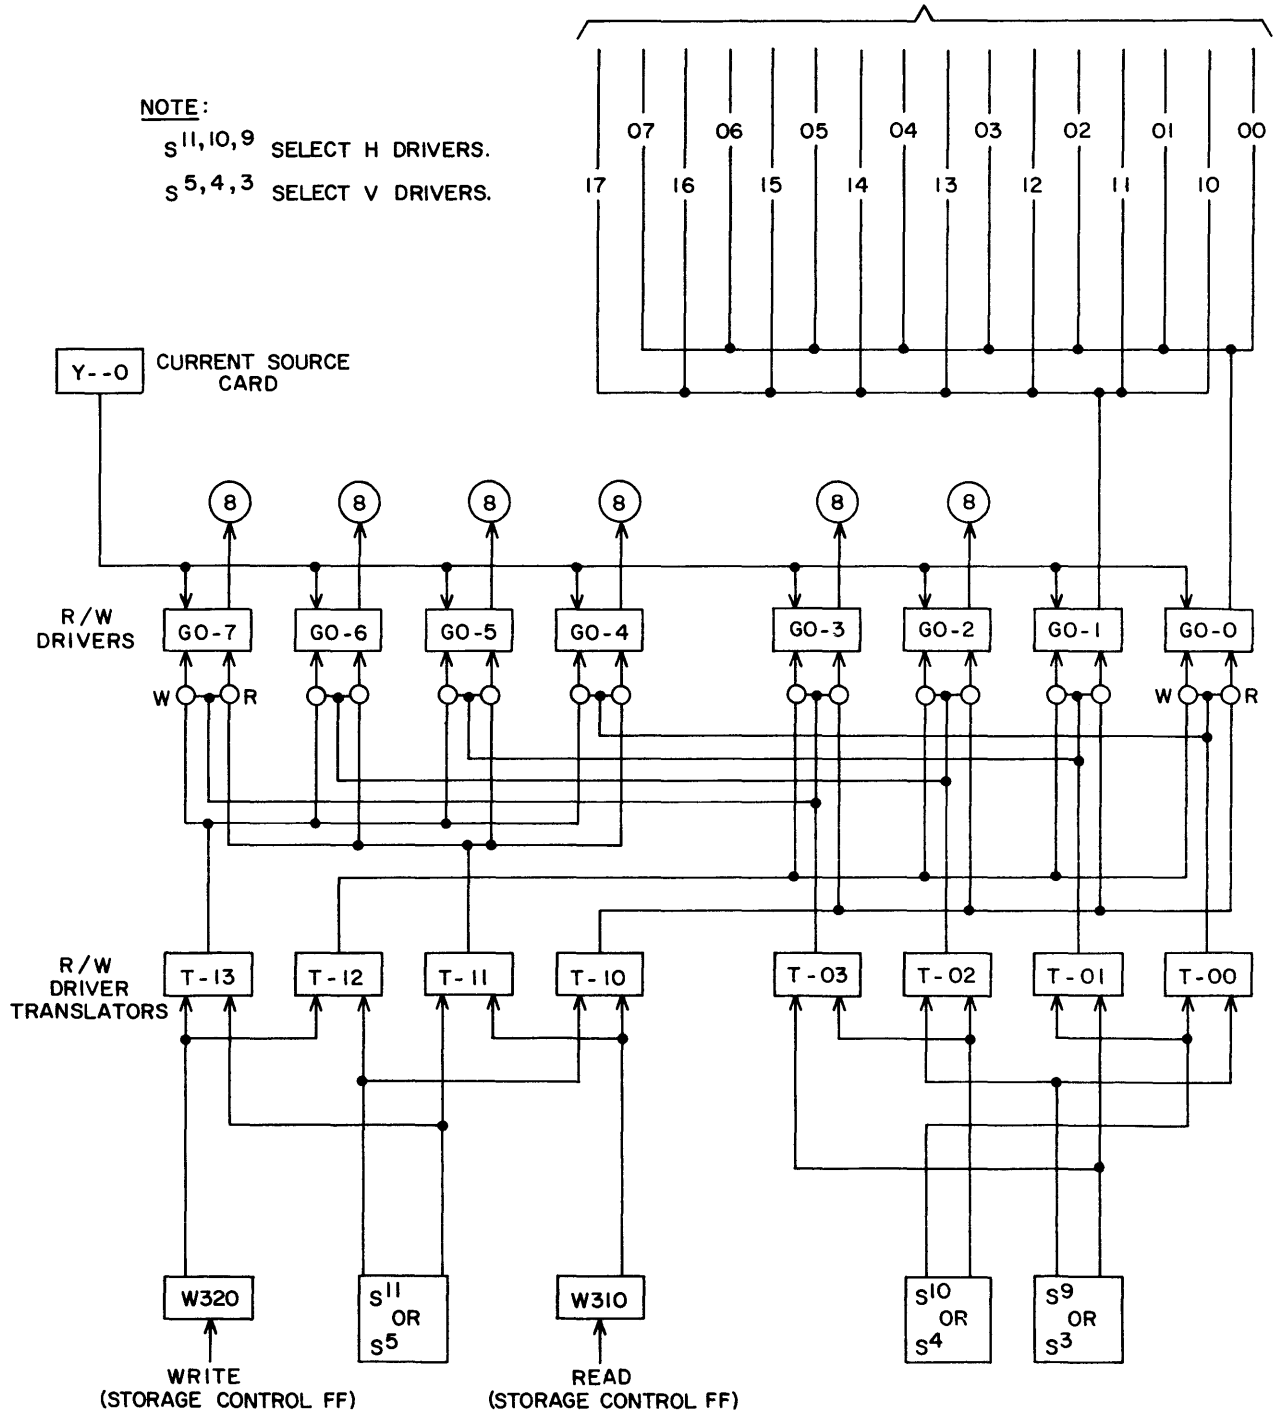 NOTE:
S11,10,9 SELECT H DRIVERS.
S5,4,3 SELECT V DRIVERS.
07 06 05 04 03 02 01 00
17 16 15 14 13 12 11 10
Y--0
CURRENT SOURCE
CARD
8 8 8 8 8 8
R/W
DRIVERS
GO-7 GO-6 GO-5 GO-4 GO-3 GO-2 GO-1 GO-0
W R W R
R/W
DRIVER
TRANSLATORS
T-13 T-12 T-11 T-10 T-03 T-02 T-01 T-00
W320
S11
OR
S5
W310
S10
OR
S4
S9
OR
S3
WRITE
(STORAGE CONTROL FF)
READ
(STORAGE CONTROL FF)